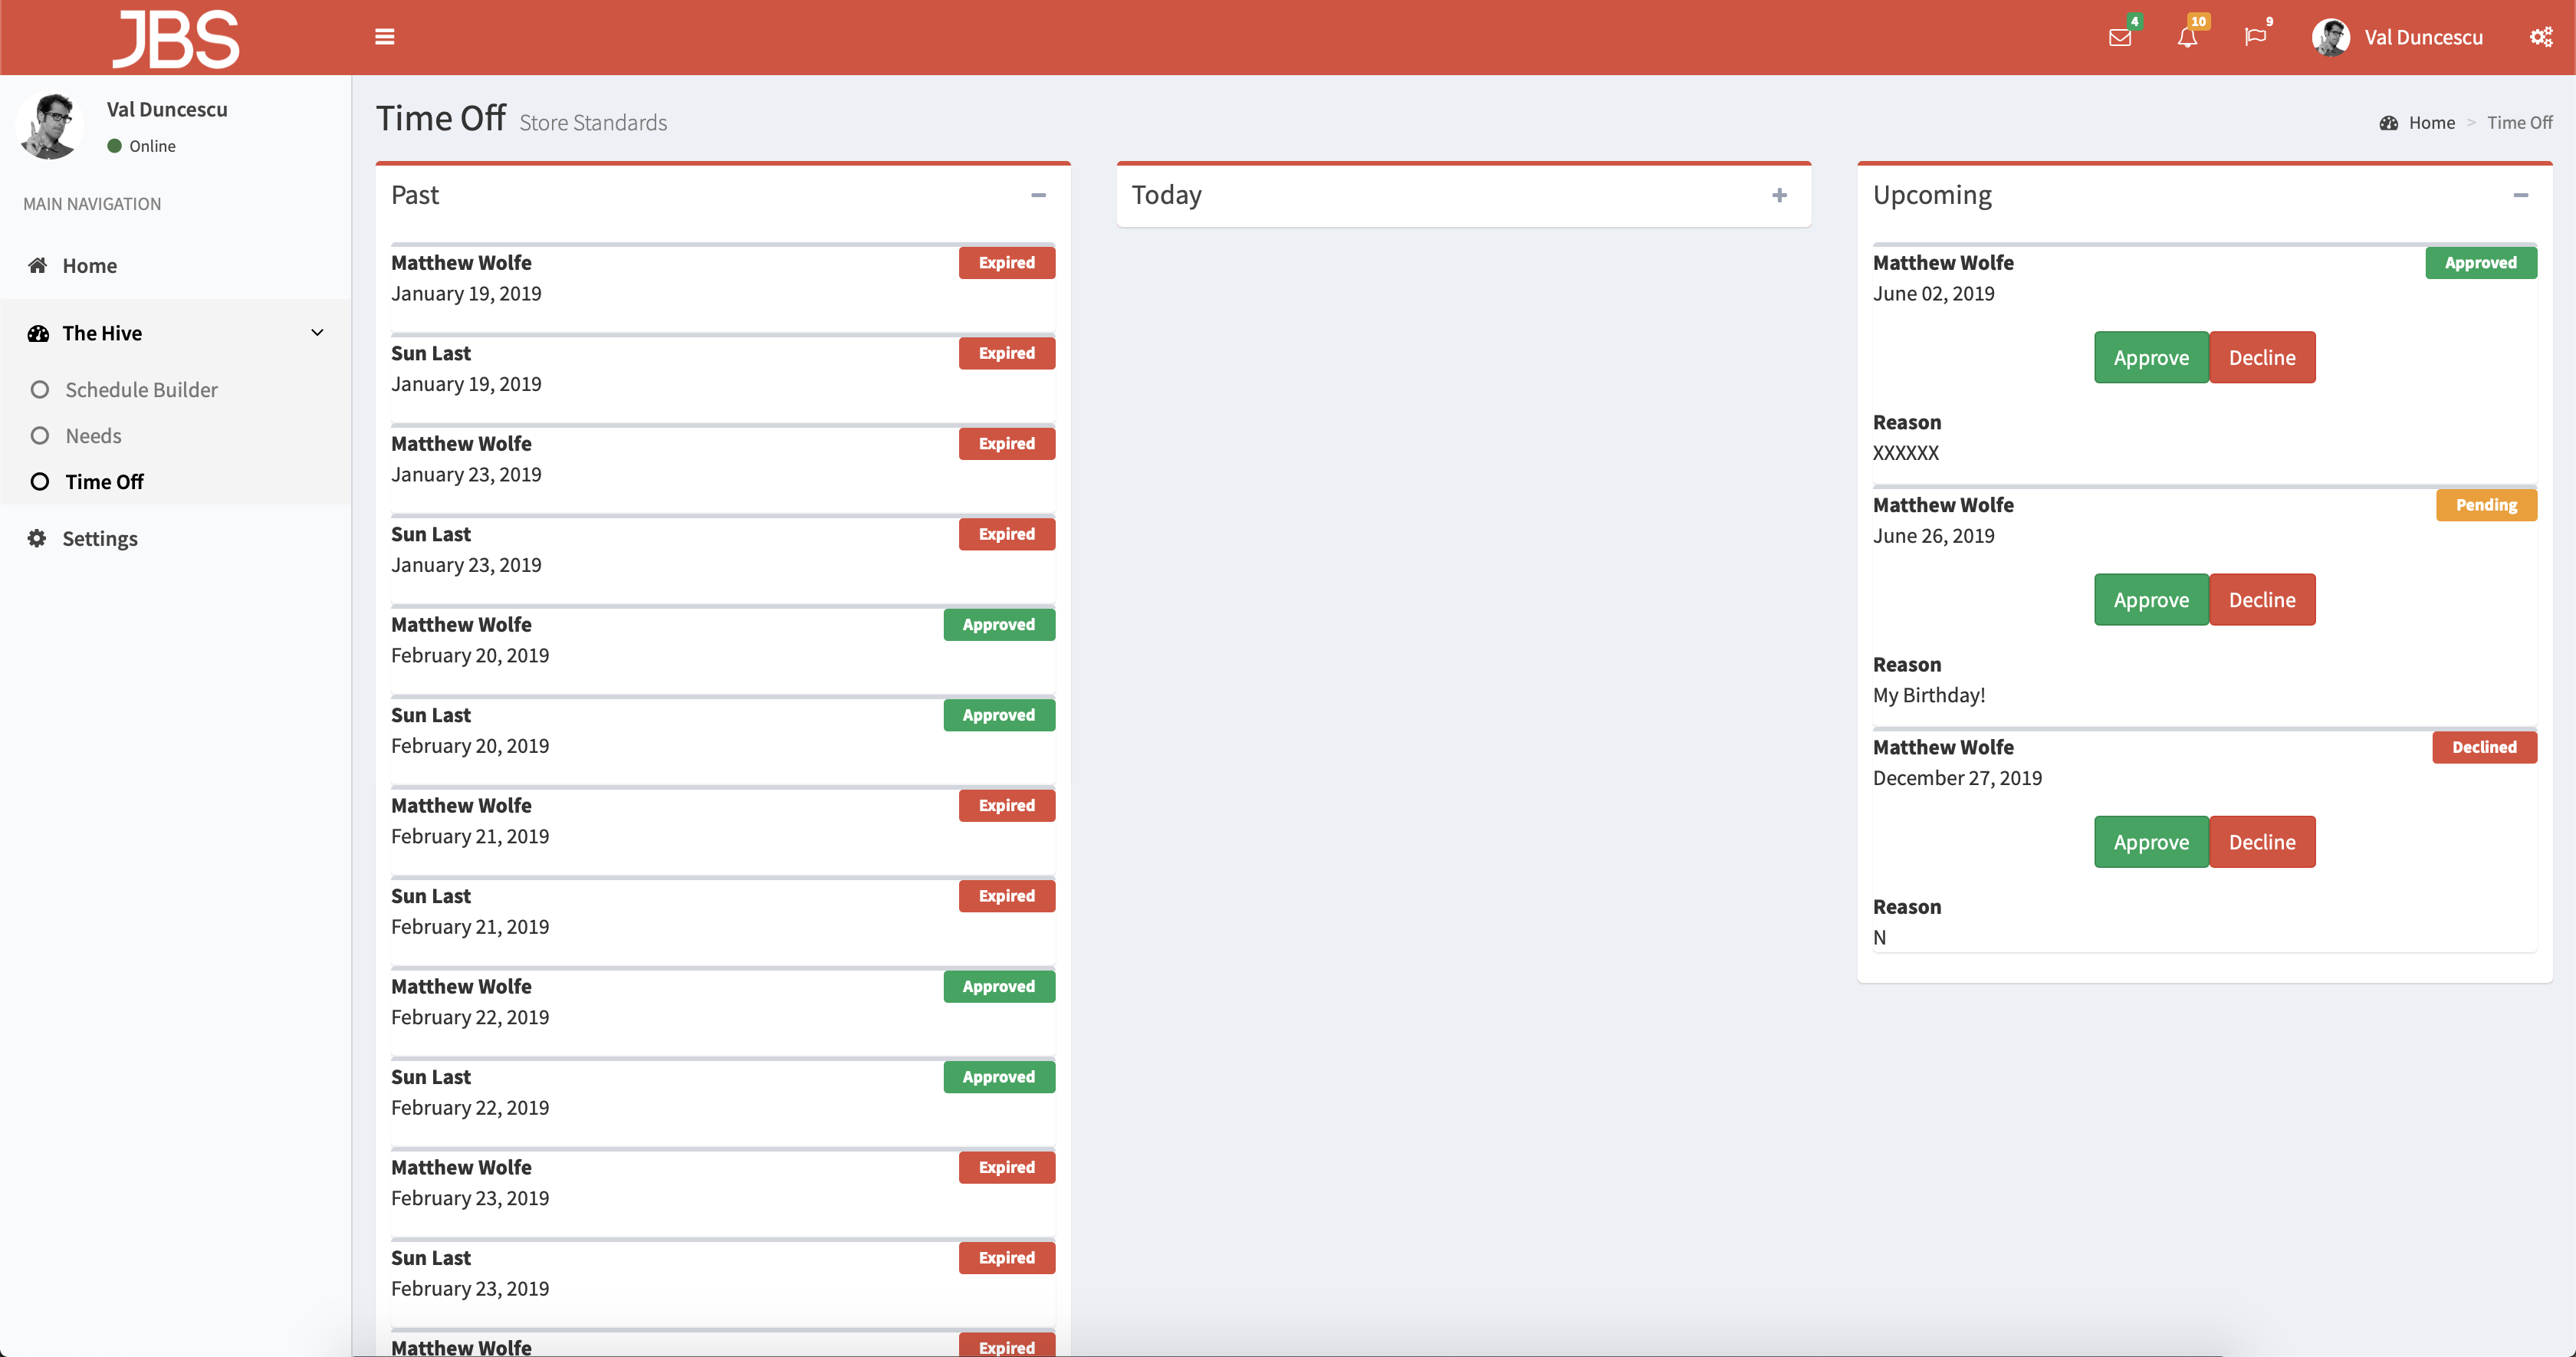 JBS
4
10
9
Val Duncescu
Val Duncescu
Online
MAIN NAVIGATION
Home
The Hive
Schedule Builder
Needs
Time Off
Settings
Time Off Store Standards
Home > Time Off
Past
Matthew Wolfe Expired
January 19, 2019
Sun Last Expired
January 19, 2019
Matthew Wolfe Expired
January 23, 2019
Sun Last Expired
January 23, 2019
Matthew Wolfe Approved
February 20, 2019
Sun Last Approved
February 20, 2019
Matthew Wolfe Expired
February 21, 2019
Sun Last Expired
February 21, 2019
Matthew Wolfe Approved
February 22, 2019
Sun Last Approved
February 22, 2019
Matthew Wolfe Expired
February 23, 2019
Sun Last Expired
February 23, 2019
Matthew Wolfe Expired
Today
Upcoming
Matthew Wolfe Approved
June 02, 2019
Approve Decline
Reason
XXXXXX
Matthew Wolfe Pending
June 26, 2019
Approve Decline
Reason
My Birthday!
Matthew Wolfe Declined
December 27, 2019
Approve Decline
Reason
N